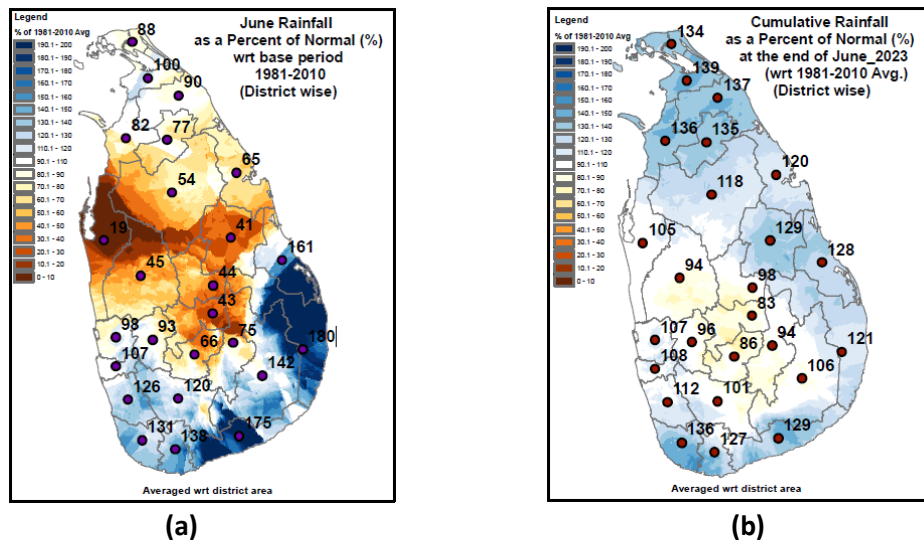 Legend
% of 1981-2010 Avg
190.1 - 200
180.1 - 190
170.1 - 180
160.1 - 170
150.1 - 160
140.1 - 150
130.1 - 140
120.1 - 130
110.1 - 120
90.1 - 110
80.1 - 90
70.1 - 80
60.1 - 70
50.1 - 60
40.1 - 50
30.1 - 40
20.1 - 30
10.1 - 20
0 - 10
June Rainfall
as a Percent of Normal (%)
wrt base period
1981-2010
(District wise)
88
100
90
82
77
65
54
19
41
161
45
44
43
98
93
75
180
66
107
142
126
120
175
131
138
Averaged wrt district area
(a)
Legend
% of 1981-2010 Avg
190.1 - 200
180.1 - 190
170.1 - 180
160.1 - 170
150.1 - 160
140.1 - 150
130.1 - 140
120.1 - 130
110.1 - 120
90.1 - 110
80.1 - 90
70.1 - 80
60.1 - 70
50.1 - 60
40.1 - 50
30.1 - 40
20.1 - 30
10.1 - 20
0 - 10
Cumulative Rainfall
as a Percent of Normal (%)
at the end of June_2023
(wrt 1981-2010 Avg.)
(District wise)
134
139
137
136
135
120
118
105
129
128
94
98
83
107
96
94
121
86
108
106
112
101
136
127
129
Averaged wrt district area
(b)